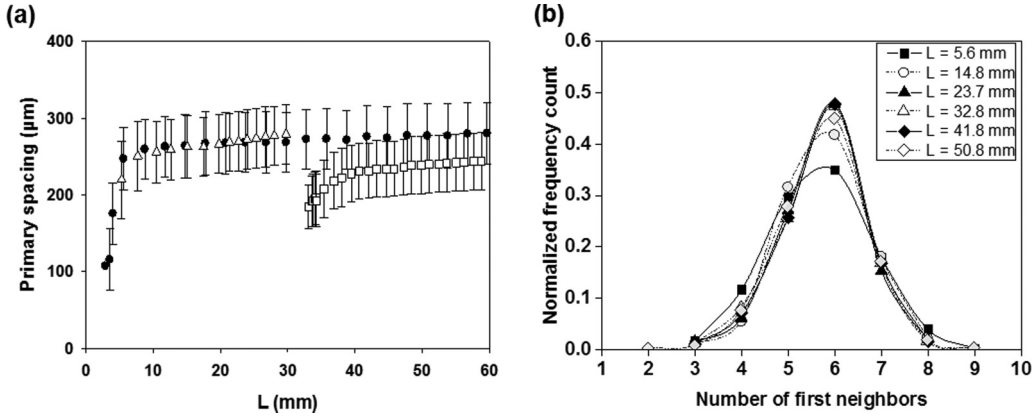 (a)
400
300
200
100
0
0 10 20 30 40 50 60
Primary spacing (µm)
L (mm)
(b)
0.6
0.5
0.4
0.3
0.2
0.1
0.0
1 2 3 4 5 6 7 8 9 10
Normalized frequency count
Number of first neighbors
L = 5.6 mm
L = 14.8 mm
L = 23.7 mm
L = 32.8 mm
L = 41.8 mm
L = 50.8 mm